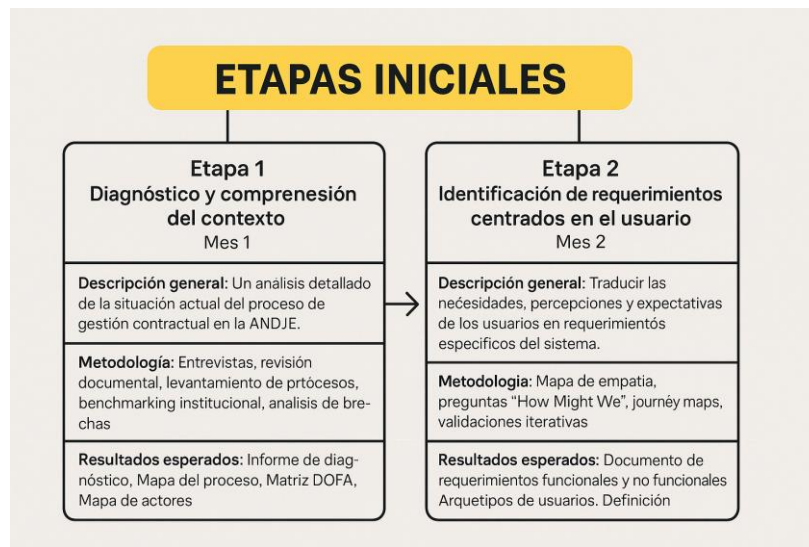 ETAPAS INICIALES
Etapa 1
Diagnóstico y comprenesión
del contexto
Mes 1
Descripción general: Un análisis detallado
de la situación actual del proceso de
gestión contractual en la ANDJE.
Metodología: Entrevistas, revisión
documental, levantamiento de prtòcesos,
benchmarking institucional, analisis de bre-
chas
Resultados esperados: Informe de diag-
nóstico, Mapa del proceso, Matriz DOFA,
Mapa de actores
Etapa 2
Identificación de requerimientos
centrados en el usuario
Mes 2
Descripción general: Traducir las
nećesidades, percepciones y expectativas
de los usuarios en requerimientós
especificos del sistema.
Metodologia: Mapa de empatia,
preguntas “How Might We”, journéy maps,
validaciones iterativas
Resultados esperados: Documento de
requerimientos funcionales y no funcionales
Arquetipos de usuarios. Definición